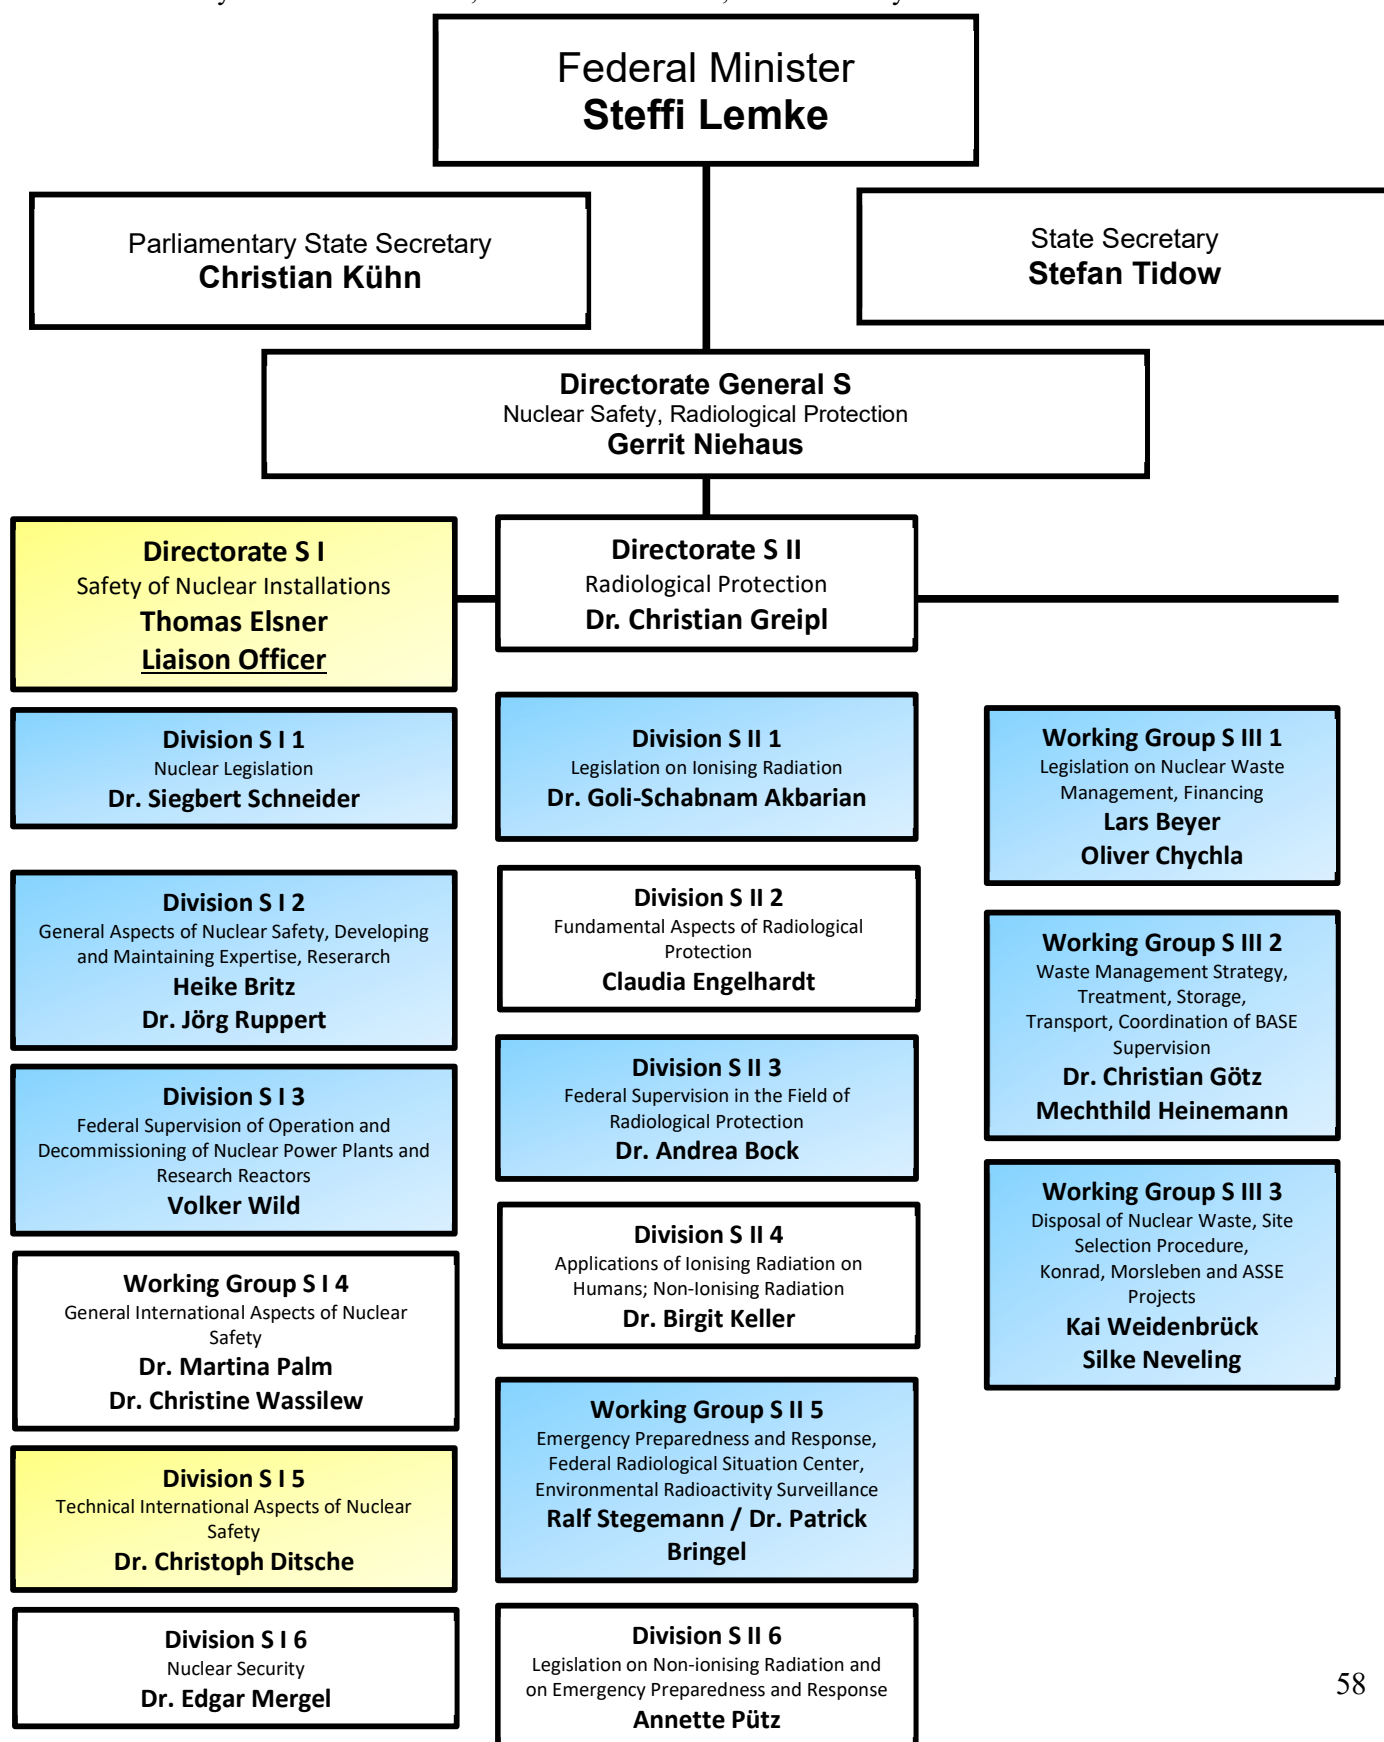 Federal Minister
Steffi Lemke
Parliamentary State Secretary
Christian Kühn
State Secretary
Stefan Tidow
Directorate General S
Nuclear Safety, Radiological Protection
Gerrit Niehaus
Directorate S I
Safety of Nuclear Installations
Thomas Elsner
Liaison Officer
Directorate S II
Radiological Protection
Dr. Christian Greipl
Division S I 1
Nuclear Legislation
Dr. Siegbert Schneider
Division S I 2
General Aspects of Nuclear Safety, Developing
and Maintaining Expertise, Reserarch
Heike Britz
Dr. Jörg Ruppert
Division S I 3
Federal Supervision of Operation and
Decommissioning of Nuclear Power Plants and
Research Reactors
Volker Wild
Working Group S I 4
General International Aspects of Nuclear
Safety
Dr. Martina Palm
Dr. Christine Wassilew
Division S I 5
Technical International Aspects of Nuclear
Safety
Dr. Christoph Ditsche
Division S I 6
Nuclear Security
Dr. Edgar Mergel
Division S II 1
Legislation on Ionising Radiation
Dr. Goli-Schabnam Akbarian
Division S II 2
Fundamental Aspects of Radiological
Protection
Claudia Engelhardt
Division S II 3
Federal Supervision in the Field of
Radiological Protection
Dr. Andrea Bock
Division S II 4
Applications of Ionising Radiation on
Humans; Non-Ionising Radiation
Dr. Birgit Keller
Working Group S II 5
Emergency Preparedness and Response,
Federal Radiological Situation Center,
Environmental Radioactivity Surveillance
Ralf Stegemann / Dr. Patrick
Bringel
Division S II 6
Legislation on Non-ionising Radiation and
on Emergency Preparedness and Response
Annette Pütz
Working Group S III 1
Legislation on Nuclear Waste
Management, Financing
Lars Beyer
Oliver Chychla
Working Group S III 2
Waste Management Strategy,
Treatment, Storage,
Transport, Coordination of BASE
Supervision
Dr. Christian Götz
Mechthild Heinemann
Working Group S III 3
Disposal of Nuclear Waste, Site
Selection Procedure,
Konrad, Morsleben and ASSE
Projects
Kai Weidenbrück
Silke Neveling
58